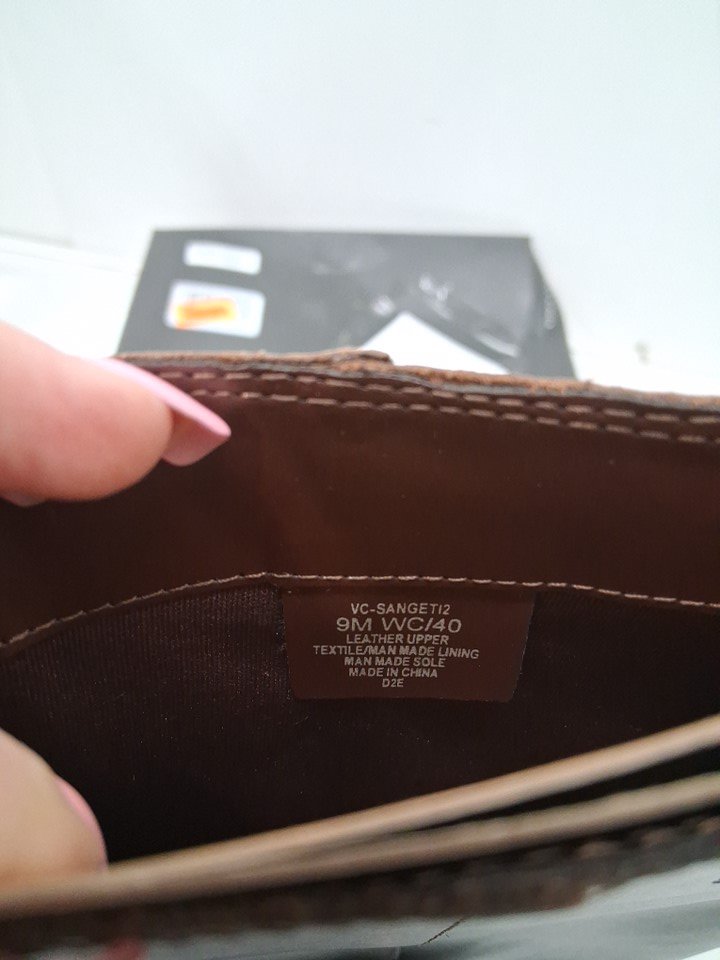 VC-SANGETI2
9M WC/40
LEATHER UPPER
TEXTILE/MAN MADE LINING
MAN MADE SOLE
MADE IN CHINA
D2E